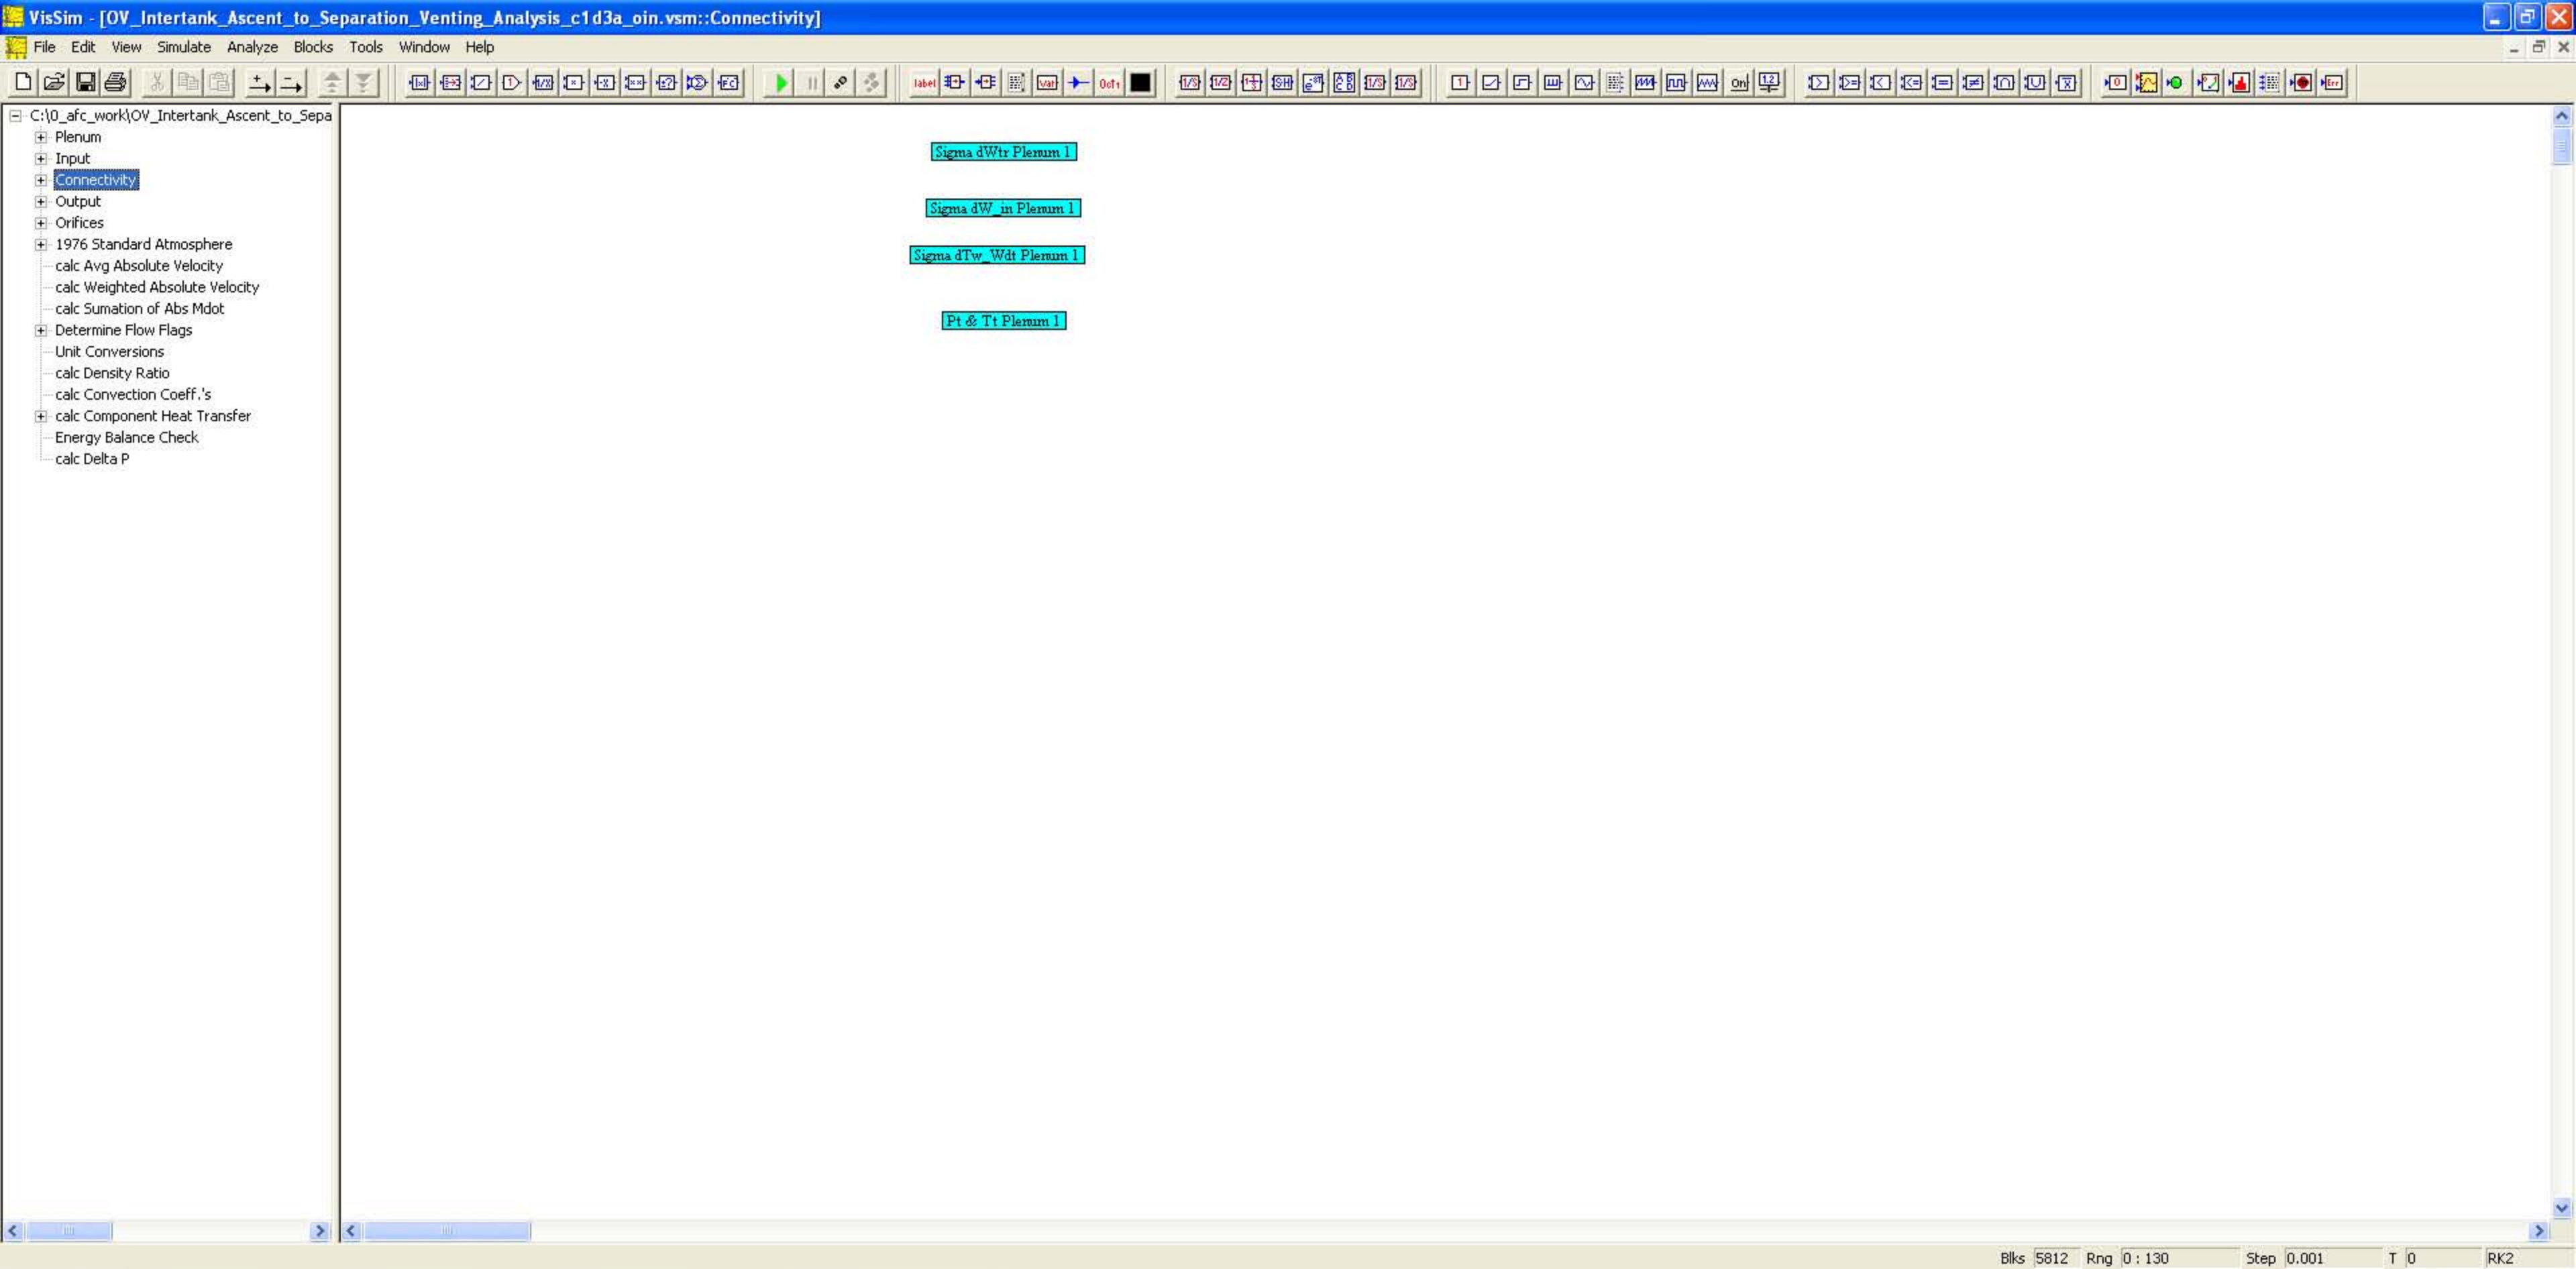 VisSim - [OV_Intertank_Ascent_to_Separation_Venting_Analysis_c1d3a_oin.vsm::Connectivity]
File Edit View Simulate Analyze Blocks Tools Window Help
label var On
C:\0_afc_work\OV_Intertank_Ascent_to_Sepa
Plenum
Input
Connectivity
Output
Orifices
1976 Standard Atmosphere
calc Avg Absolute Velocity
calc Weighted Absolute Velocity
calc Sumation of Abs Mdot
Determine Flow Flags
Unit Conversions
calc Density Ratio
calc Convection Coeff.'s
calc Component Heat Transfer
Energy Balance Check
calc Delta P
Sigma dWtr Plenum 1
Sigma dW_in Plenum 1
Sigma dTw_Wdt Plenum 1
Pt & Tt Plenum 1
Blks 5812 Rng 0 : 130 Step 0.001 T 0 RK2